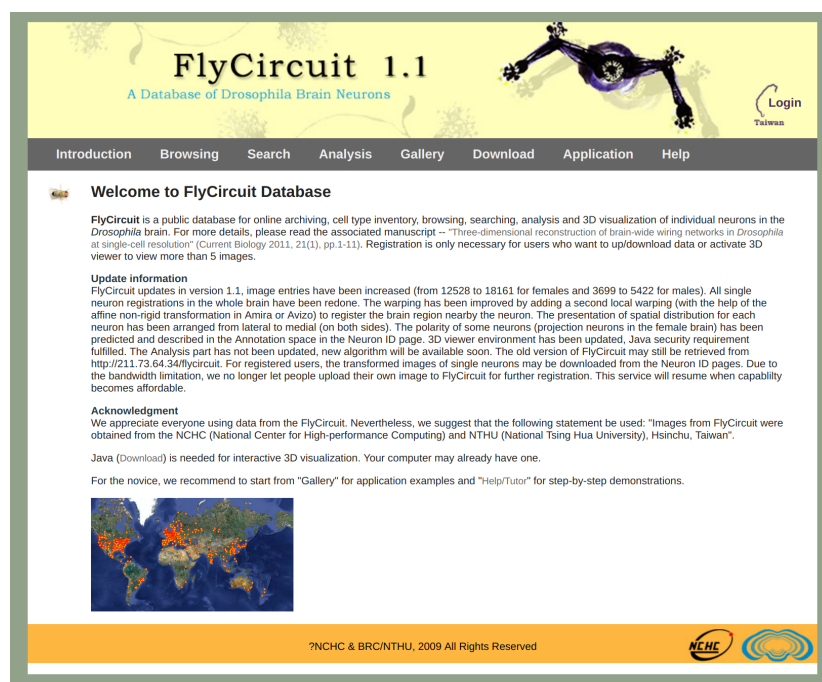 FlyCircuit 1.1
A Database of Drosophila Brain Neurons
Login
Taiwan
Introduction Browsing Search Analysis Gallery Download Application Help
Welcome to FlyCircuit Database
FlyCircuit is a public database for online archiving, cell type inventory, browsing, searching, analysis and 3D visualization of individual neurons in the
Drosophila brain. For more details, please read the associated manuscript -- "Three-dimensional reconstruction of brain-wide wiring networks in Drosophila
at single-cell resolution" (Current Biology 2011, 21(1), pp.1-11). Registration is only necessary for users who want to up/download data or activate 3D
viewer to view more than 5 images.
Update information
FlyCircuit updates in version 1.1, image entries have been increased (from 12528 to 18161 for females and 3699 to 5422 for males). All single
neuron registrations in the whole brain have been redone. The warping has been improved by adding a second local warping (with the help of the
affine non-rigid transformation in Amira or Avizo) to register the brain region nearby the neuron. The presentation of spatial distribution for each
neuron has been arranged from lateral to medial (on both sides). The polarity of some neurons (projection neurons in the female brain) has been
predicted and described in the Annotation space in the Neuron ID page. 3D viewer environment has been updated, Java security requirement
fulfilled. The Analysis part has not been updated, new algorithm will be available soon. The old version of FlyCircuit may still be retrieved from
http://211.73.64.34/flycircuit. For registered users, the transformed images of single neurons may be downloaded from the Neuron ID pages. Due to
the bandwidth limitation, we no longer let people upload their own image to FlyCircuit for further registration. This service will resume when capablilty
becomes affordable.
Acknowledgment
We appreciate everyone using data from the FlyCircuit. Nevertheless, we suggest that the following statement be used: "Images from FlyCircuit were
obtained from the NCHC (National Center for High-performance Computing) and NTHU (National Tsing Hua University), Hsinchu, Taiwan".
Java (Download) is needed for interactive 3D visualization. Your computer may already have one.
For the novice, we recommend to start from "Gallery" for application examples and "Help/Tutor" for step-by-step demonstrations.
?NCHC & BRC/NTHU, 2009 All Rights Reserved
NCHC